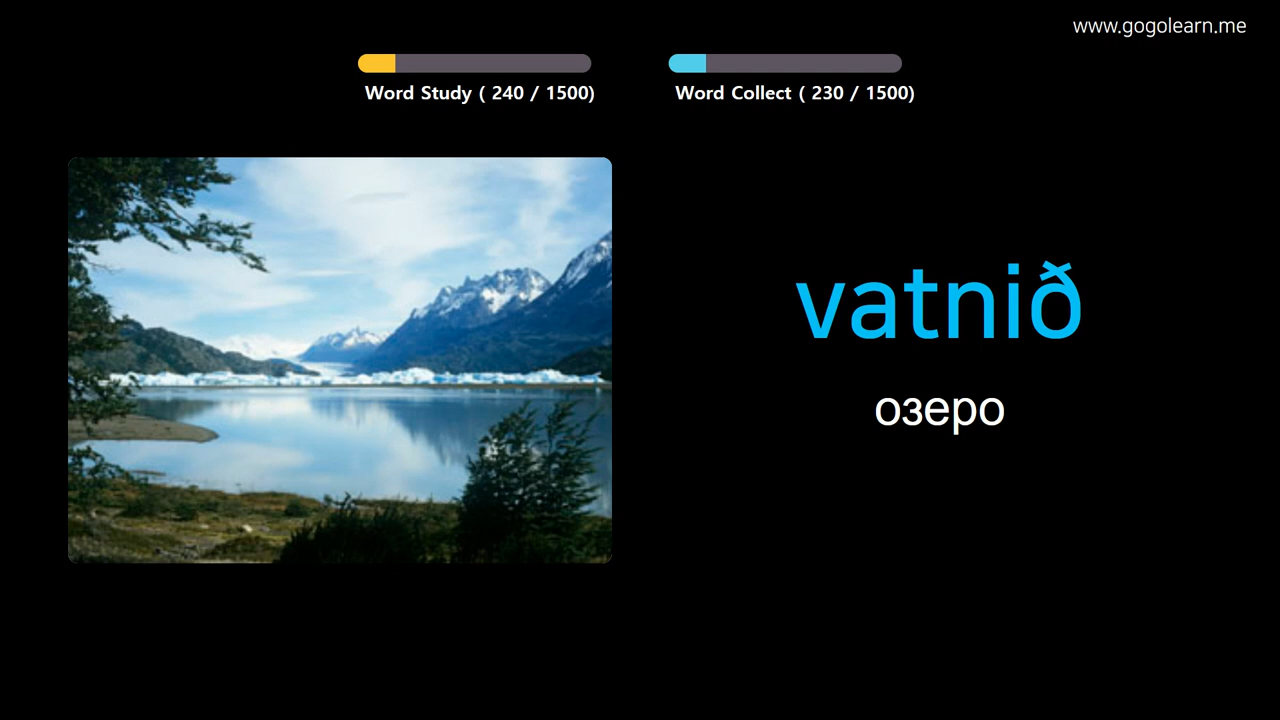 www.gogolearn.me
Word Study ( 240 / 1500)
Word Collect ( 230 / 1500)
vatnið
озеро